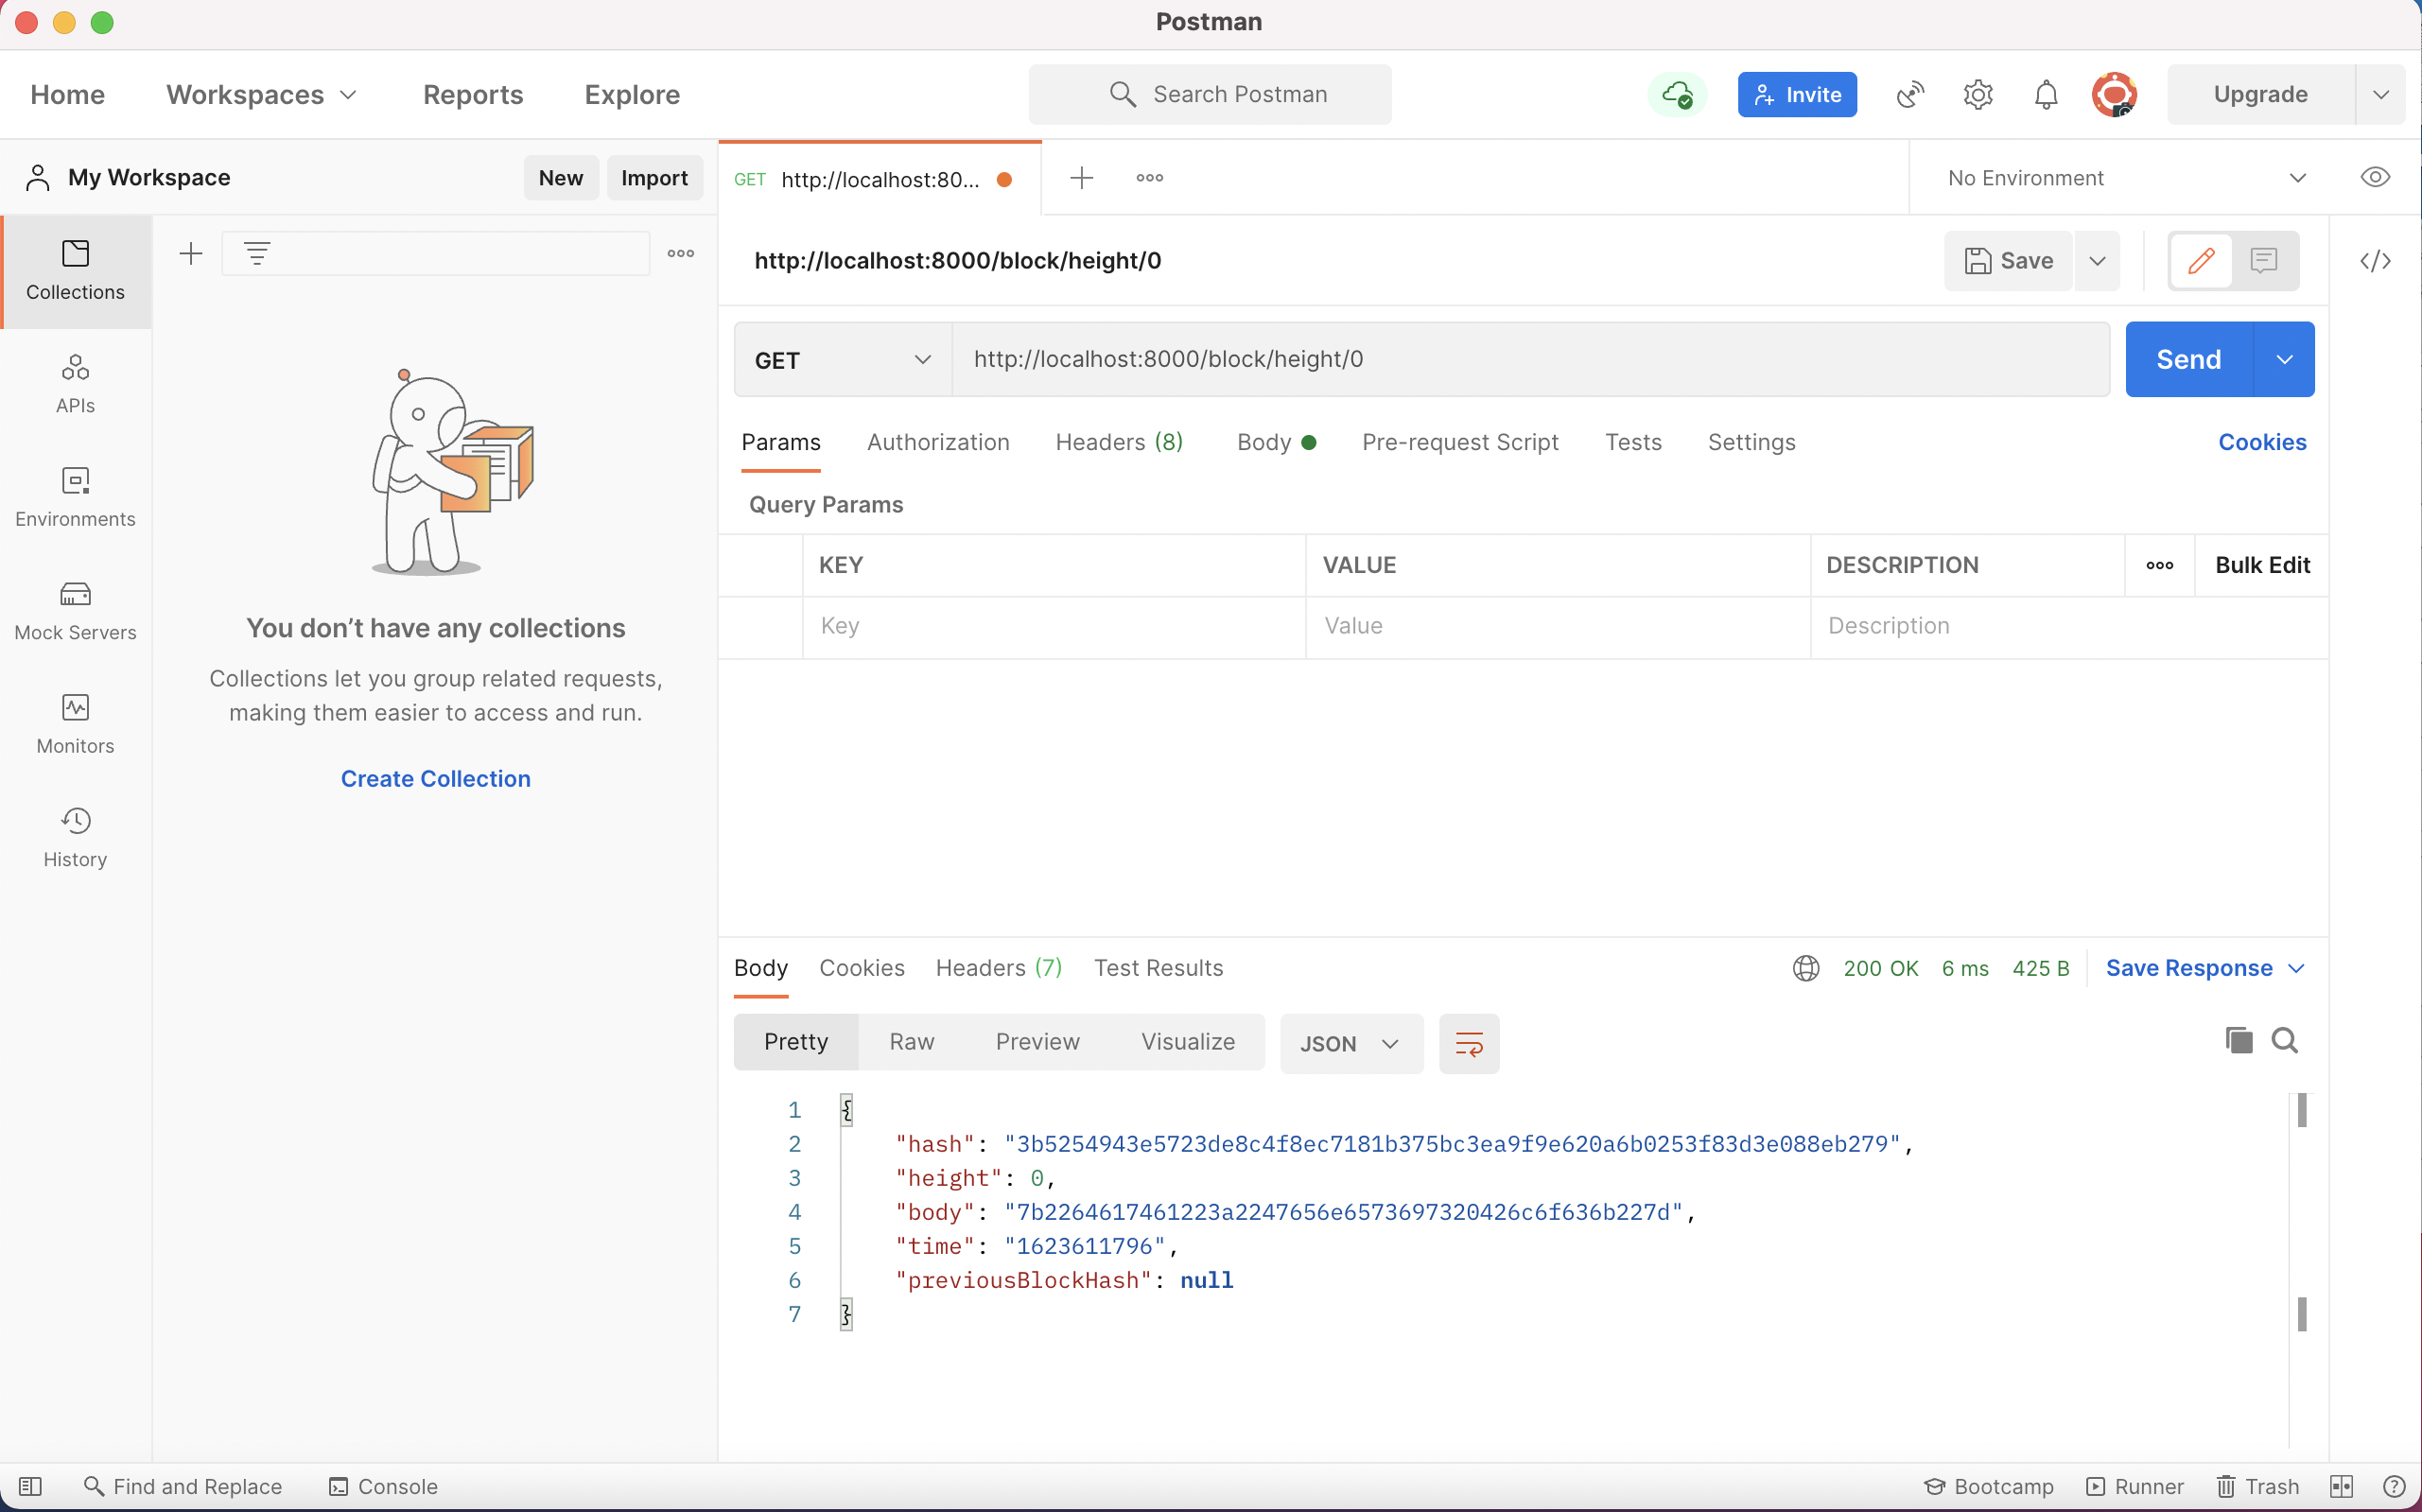 Postman
Home Workspaces Reports Explore Search Postman Invite Upgrade
My Workspace New Import GET http://localhost:80... No Environment
Collections
APIs
Environments
Mock Servers
Monitors
History
You don’t have any collections
Collections let you group related requests,
making them easier to access and run.
Create Collection
http://localhost:8000/block/height/0 Save
GET http://localhost:8000/block/height/0 Send
Params Authorization Headers (8) Body Pre-request Script Tests Settings Cookies
Query Params
KEY VALUE DESCRIPTION Bulk Edit
Key Value Description
Body Cookies Headers (7) Test Results 200 OK 6 ms 425 B Save Response
Pretty Raw Preview Visualize JSON
1 {
2 "hash": "3b5254943e5723de8c4f8ec7181b375bc3ea9f9e620a6b0253f83d3e088eb279",
3 "height": 0,
4 "body": "7b2264617461223a2247656e6573697320426c6f636b227d",
5 "time": "1623611796",
6 "previousBlockHash": null
7 }
Find and Replace Console Bootcamp Runner Trash